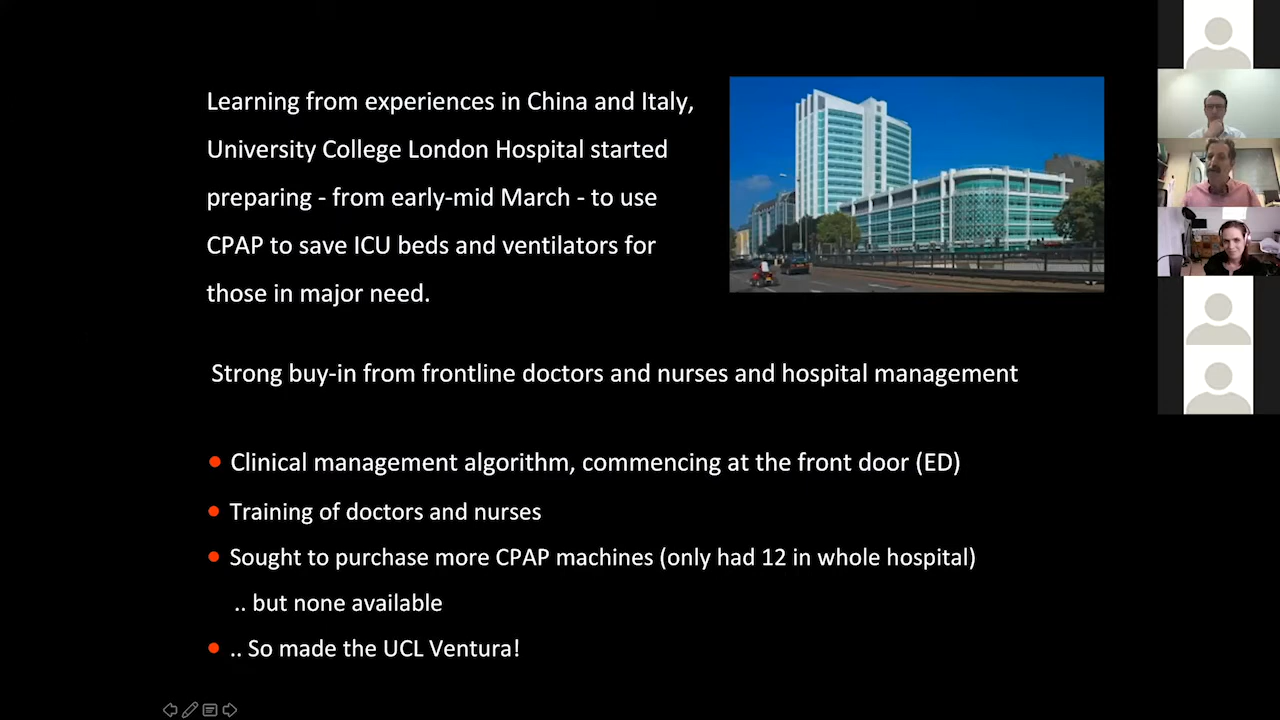 Learning from experiences in China and Italy,
University College London Hospital started
preparing - from early-mid March - to use
CPAP to save ICU beds and ventilators for
those in major need.
Strong buy-in from frontline doctors and nurses and hospital management
Clinical management algorithm, commencing at the front door (ED)
Training of doctors and nurses
Sought to purchase more CPAP machines (only had 12 in whole hospital)
.. but none available
.. So made the UCL Ventura!